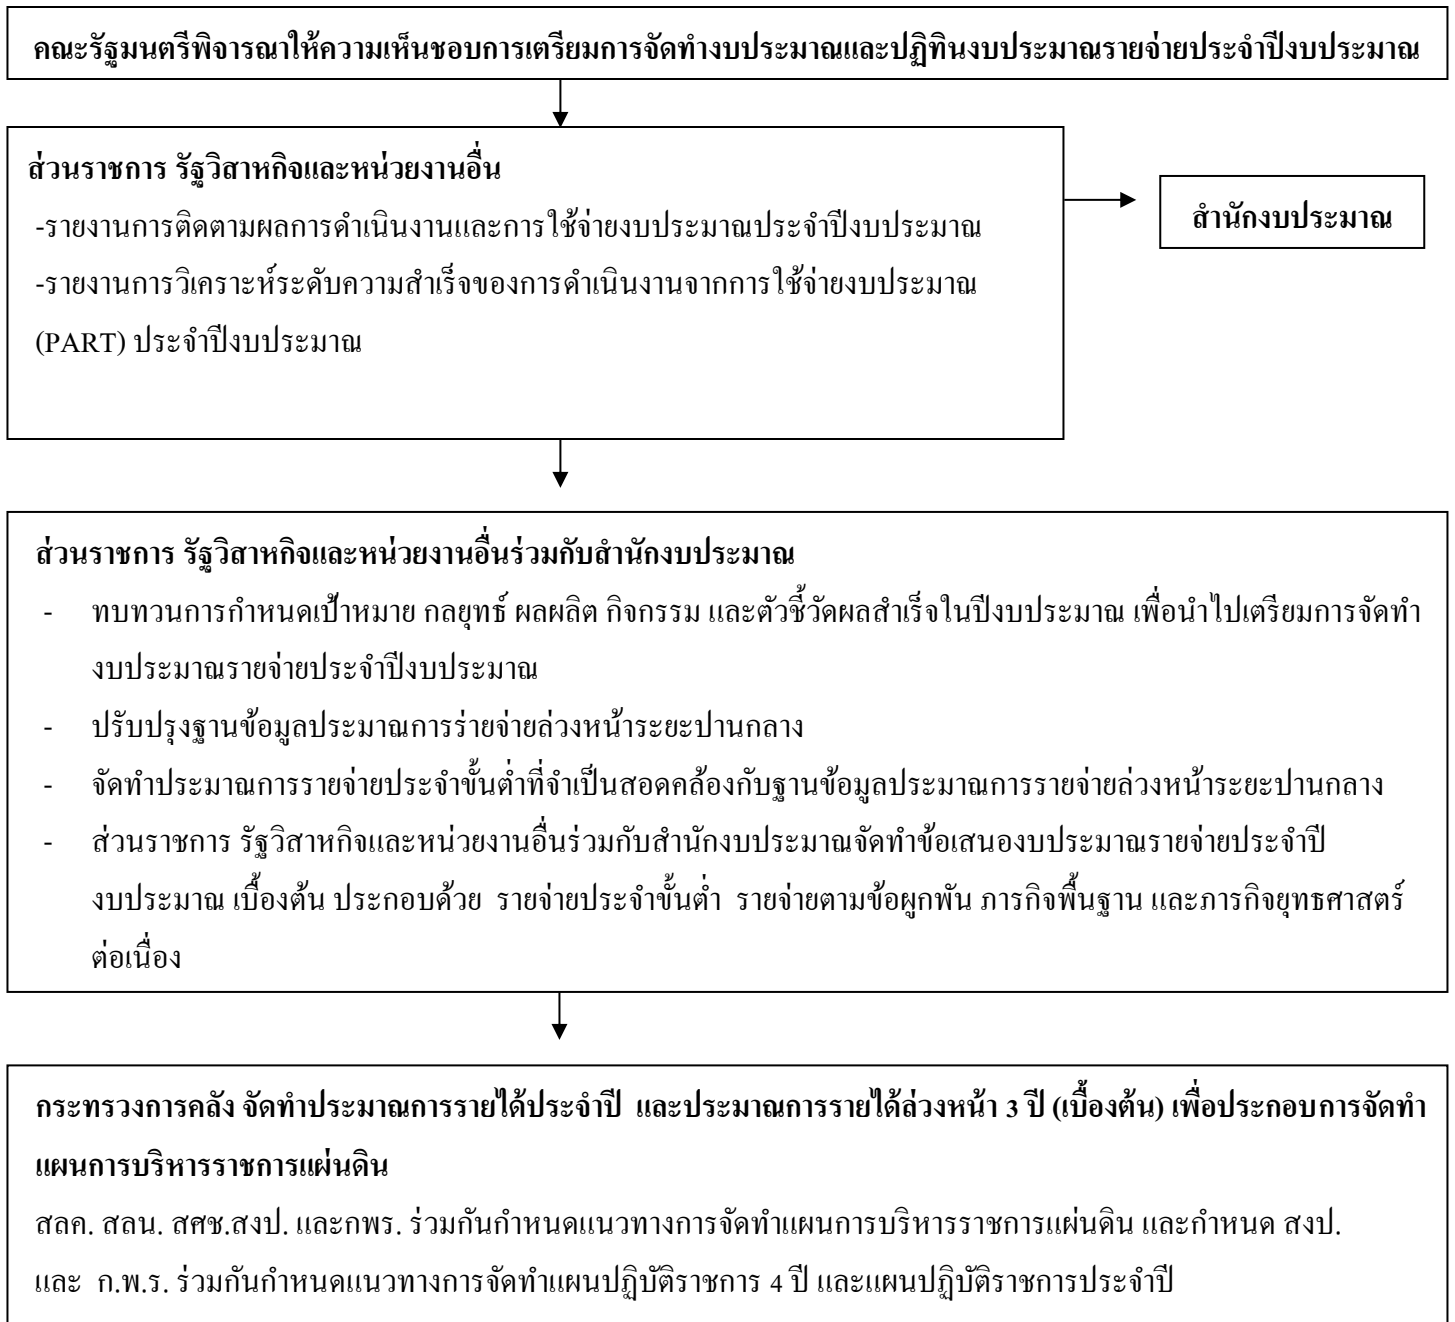 คณะรัฐมนตรีพิจารณาให้ความเห็นชอบการเตรียมการจัดทำงบประมาณและปฏิทินงบประมาณรายจ่ายประจำปีงบประมาณ
ส่วนราชการ รัฐวิสาหกิจและหน่วยงานอื่น
-รายงานการติดตามผลการดำเนินงานและการใช้จ่ายงบประมาณประจำปีงบประมาณ
-รายงานการวิเคราะห์ระดับความสำเร็จของการดำเนินงานจากการใช้จ่ายงบประมาณ
(PART) ประจำปีงบประมาณ
สำนักงบประมาณ
ส่วนราชการ รัฐวิสาหกิจและหน่วยงานอื่นร่วมกับสำนักงบประมาณ
- ทบทวนการกำหนดเป้าหมาย กลยุทธ์ ผลผลิต กิจกรรม และตัวชี้วัดผลสำเร็จในปีงบประมาณ เพื่อนำไปเตรียมการจัดทำ
งบประมาณรายจ่ายประจำปีงบประมาณ
- ปรับปรุงฐานข้อมูลประมาณการร่ายจ่ายล่วงหน้าระยะปานกลาง
- จัดทำประมาณการรายจ่ายประจำขั้นต่ำที่จำเป็นสอดคล้องกับฐานข้อมูลประมาณการรายจ่ายล่วงหน้าระยะปานกลาง
- ส่วนราชการ รัฐวิสาหกิจและหน่วยงานอื่นร่วมกับสำนักงบประมาณจัดทำข้อเสนองบประมาณรายจ่ายประจำปี
งบประมาณ เบื้องต้น ประกอบด้วย รายจ่ายประจำขั้นต่ำ รายจ่ายตามข้อผูกพัน ภารกิจพื้นฐาน และภารกิจยุทธศาสตร์
ต่อเนื่อง
กระทรวงการคลัง จัดทำประมาณการรายได้ประจำปี และประมาณการรายได้ล่วงหน้า 3 ปี (เบื้องต้น) เพื่อประกอบการจัดทำ
แผนการบริหารราชการแผ่นดิน
สลค. สลน. สศช.สงป. และกพร. ร่วมกันกำหนดแนวทางการจัดทำแผนการบริหารราชการแผ่นดิน และกำหนด สงป.
และ ก.พ.ร. ร่วมกันกำหนดแนวทางการจัดทำแผนปฏิบัติราชการ 4 ปี และแผนปฏิบัติราชการประจำปี